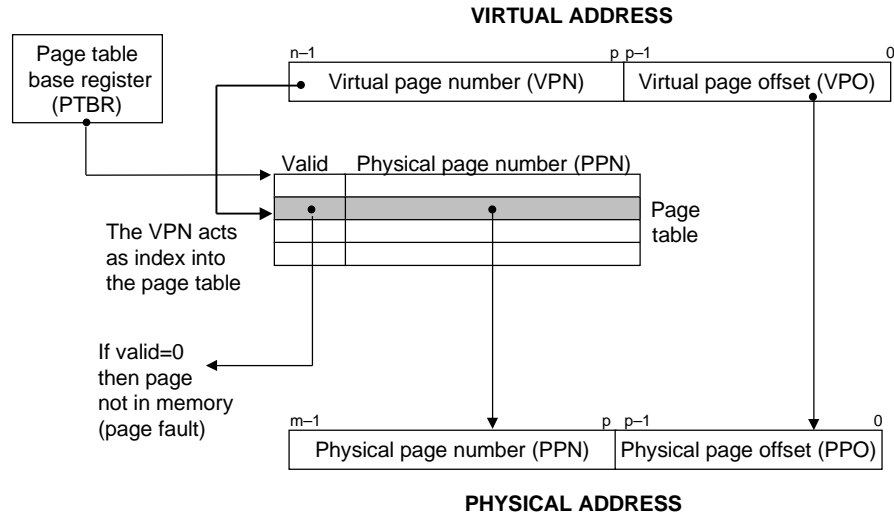 VIRTUAL ADDRESS
Page table
base register
(PTBR)
n–1
p p–1
0
Virtual page number (VPN)
Virtual page offset (VPO)
Valid
Physical page number (PPN)
Page
table
The VPN acts
as index into
the page table
If valid=0
then page
not in memory
(page fault)
m–1
p p–1
0
Physical page number (PPN)
Physical page offset (PPO)
PHYSICAL ADDRESS